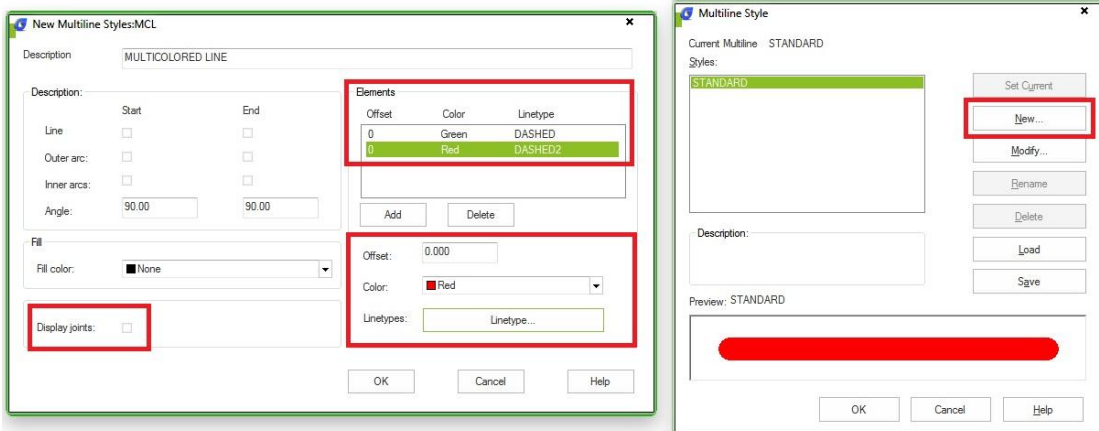 New Multiline Styles:MCL
Description MULTICOLORED LINE
Description:
Start End
Line
Outer arc:
Inner arcs:
Angle: 90.00 90.00
Fill
Fill color: None
Display joints:
Elements
Offset Color Linetype
0 Green DASHED
0 Red DASHED2
Add Delete
Offset: 0.000
Color: Red
Linetypes: Linetype...
OK Cancel Help
Multiline Style
Current Multiline STANDARD
Styles:
STANDARD
Set Current
New...
Modify...
Rename
Delete
Load
Save
Description:
Preview: STANDARD
OK Cancel Help